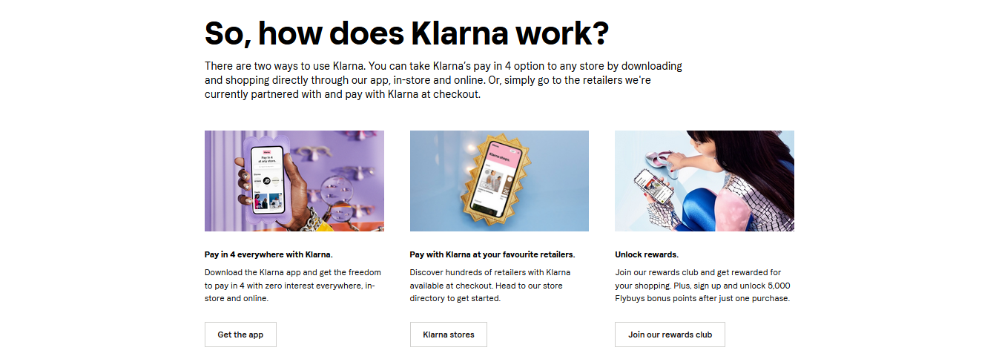 So, how does Klarna work?
There are two ways to use Klarna. You can take Klarna's pay in 4 option to any store by downloading
and shopping directly through our app, in-store and online. Or, simply go to the retailers we're
currently partnered with and pay with Klarna at checkout.
Klarna
Pay in 4
at any store.
JD
Klarna shops.
Pay in 4 everywhere with Klarna.
Download the Klarna app and get the freedom
to pay in 4 with zero interest everywhere, in-
store and online.
Get the app
Pay with Klarna at your favourite retailers.
Discover hundreds of retailers with Klarna
available at checkout. Head to our store
directory to get started.
Klarna stores
Unlock rewards.
Join our rewards club and get rewarded for
your shopping. Plus, sign up and unlock 5,000
Flybuys bonus points after just one purchase.
Join our rewards club